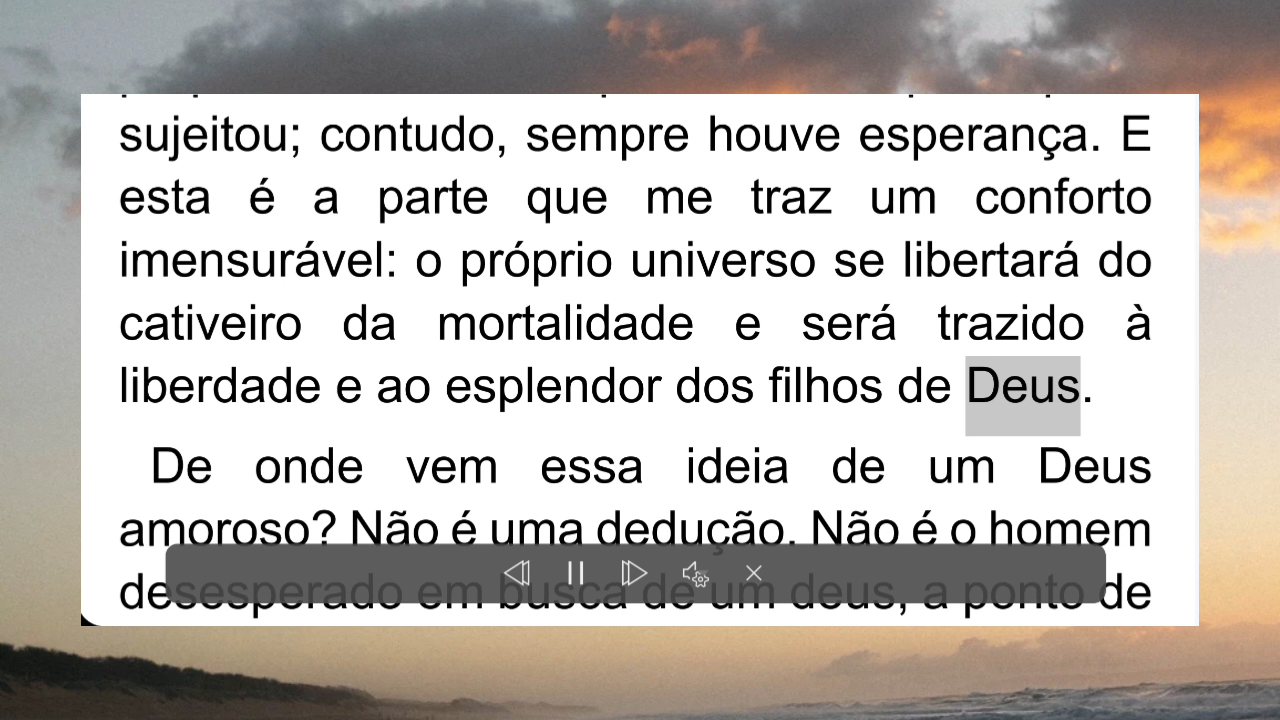 sujeitou; contudo, sempre houve esperança. E
esta é a parte que me traz um conforto
imensurável: o próprio universo se libertará do
cativeiro da mortalidade e será trazido à
liberdade e ao esplendor dos filhos de Deus.
De onde vem essa ideia de um Deus
amoroso? Não é uma dedução. Não é o homem
desesperado em busca de um deus, a ponto de